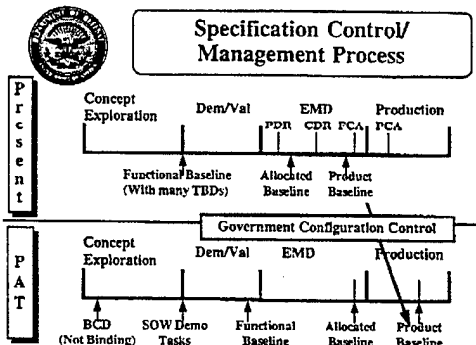 Specification Control/
Management Process
Present
Concept
Exploration
Dem/Val
EMD
Production
PDR
CDR
FCA
PCA
Functional Baseline
(With many TBDs)
Allocated
Baseline
Product
Baseline
Government Configuration Control
PAT
Concept
Exploration
Dem/Val
EMD
Production
BCD
(Not Binding)
SOW Demo
Tasks
Functional
Baseline
Allocated
Baseline
Product
Baseline